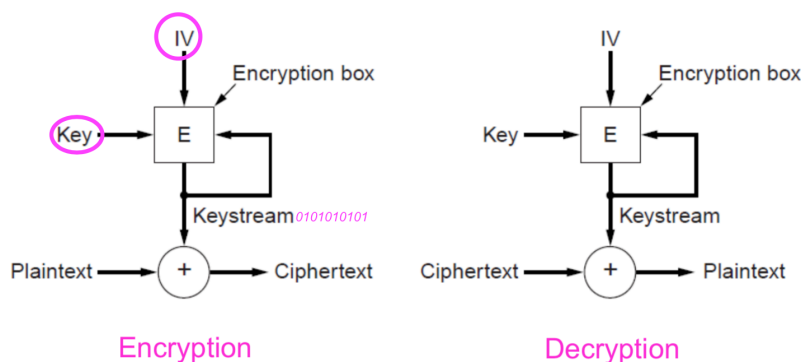 IV
Encryption box
Key
E
Keystream 0101010101
Plaintext
+
Ciphertext
Encryption
IV
Encryption box
Key
E
Keystream
Ciphertext
+
Plaintext
Decryption